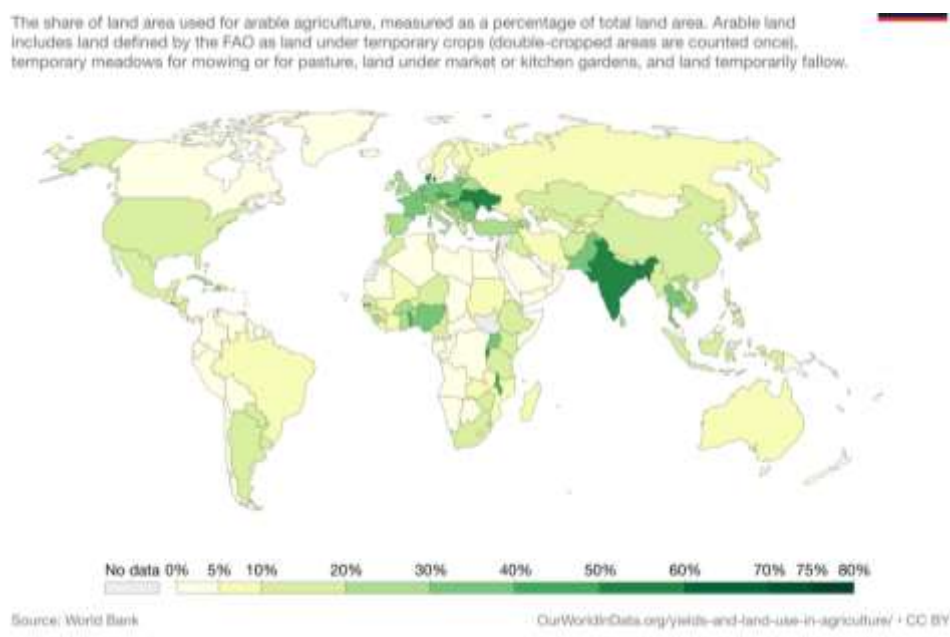 The share of land area used for arable agriculture, measured as a percentage of total land area. Arable land
includes land defined by the FAO as land under temporary crops (double-cropped areas are counted once),
temporary meadows for mowing or for pasture, land under market or kitchen gardens, and land temporarily fallow.
No data 0% 5% 10% 20% 30% 40% 50% 60% 70% 75% 80%
Source: World Bank OurWorldInData.org/yields-and-land-use-in-agriculture/ • CC BY